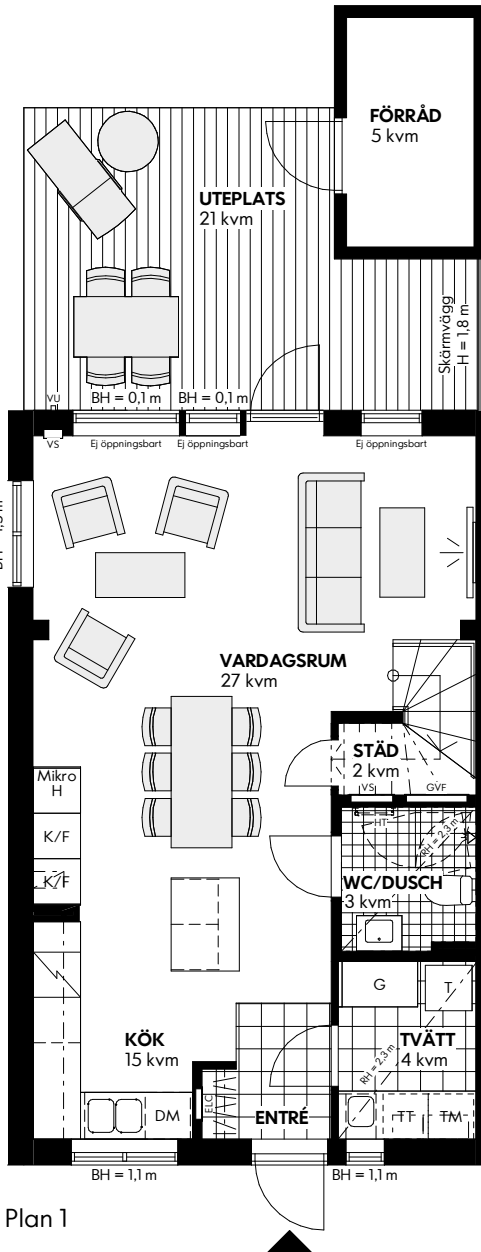 FÖRRÅD
5 kvm
UTEPLATS
21 kvm
Skärmvägg
H = 1,8 m
VU
BH = 0,1 m
BH = 0,1 m
VS
Ej öppningsbart
Ej öppningsbart
Ej öppningsbart
VARDAGSRUM
27 kvm
STÄD
2 kvm
VS
GVF
Mikro
H
K/F
K/F
HT
RH = 2,3 m
WC/DUSCH
3 kvm
G
T
KÖK
15 kvm
TVÄTT
4 kvm
RH = 2,3 m
ELC
DM
ENTRÉ
TT
TM
BH = 1,1 m
BH = 1,1 m
Plan 1